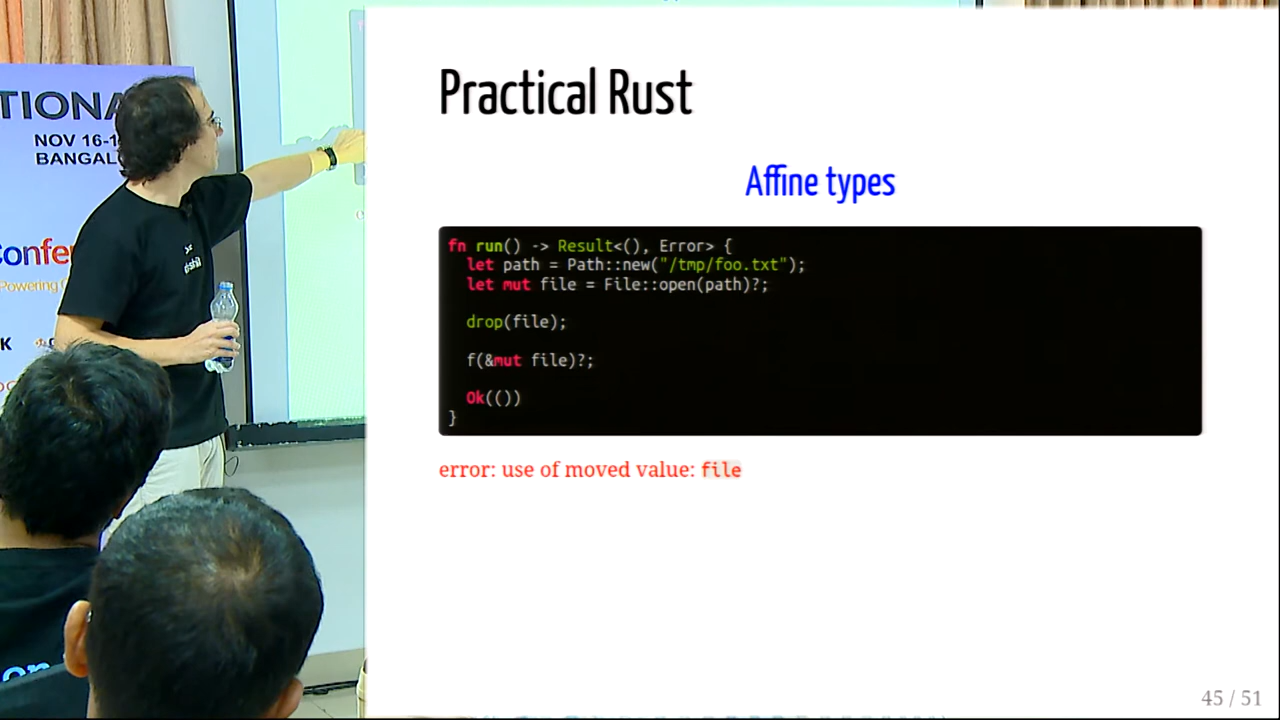 TIONA
NOV 16-1
BANGAL
Confe
Powering
K
Practical Rust
Affine types
fn run() -> Result<(), Error> {
let path = Path::new("/tmp/foo.txt");
let mut file = File::open(path)?;
drop(file);
f(&mut file)?;
Ok(())
}
error: use of moved value: file
45 / 51